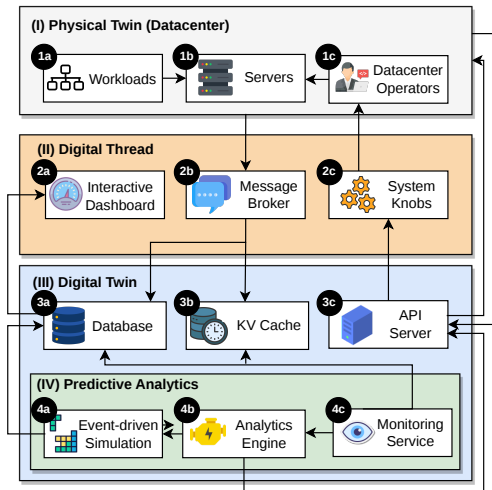 (I) Physical Twin (Datacenter)
1a
1b
1c
Workloads
Servers
Datacenter
Operators
(II) Digital Thread
2a
2b
2c
Interactive
Dashboard
Message
Broker
System
Knobs
(III) Digital Twin
3a
3b
3c
Database
KV Cache
API
Server
(IV) Predictive Analytics
4a
4b
4c
Event-driven
Simulation
Analytics
Engine
Monitoring
Service